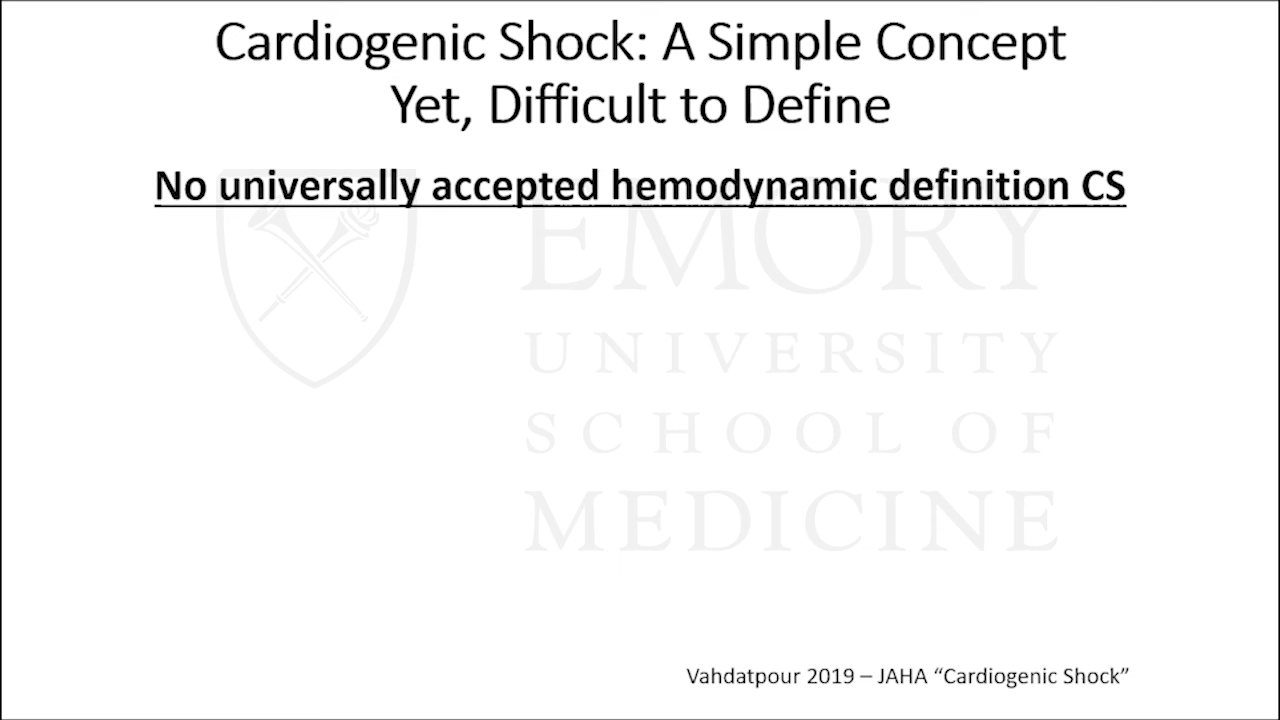 Cardiogenic Shock: A Simple Concept
Yet, Difficult to Define
No universally accepted hemodynamic definition CS
EMORY
UNIVERSITY
SCHOOL OF
MEDICINE
Vahdatpour 2019 – JAHA “Cardiogenic Shock”